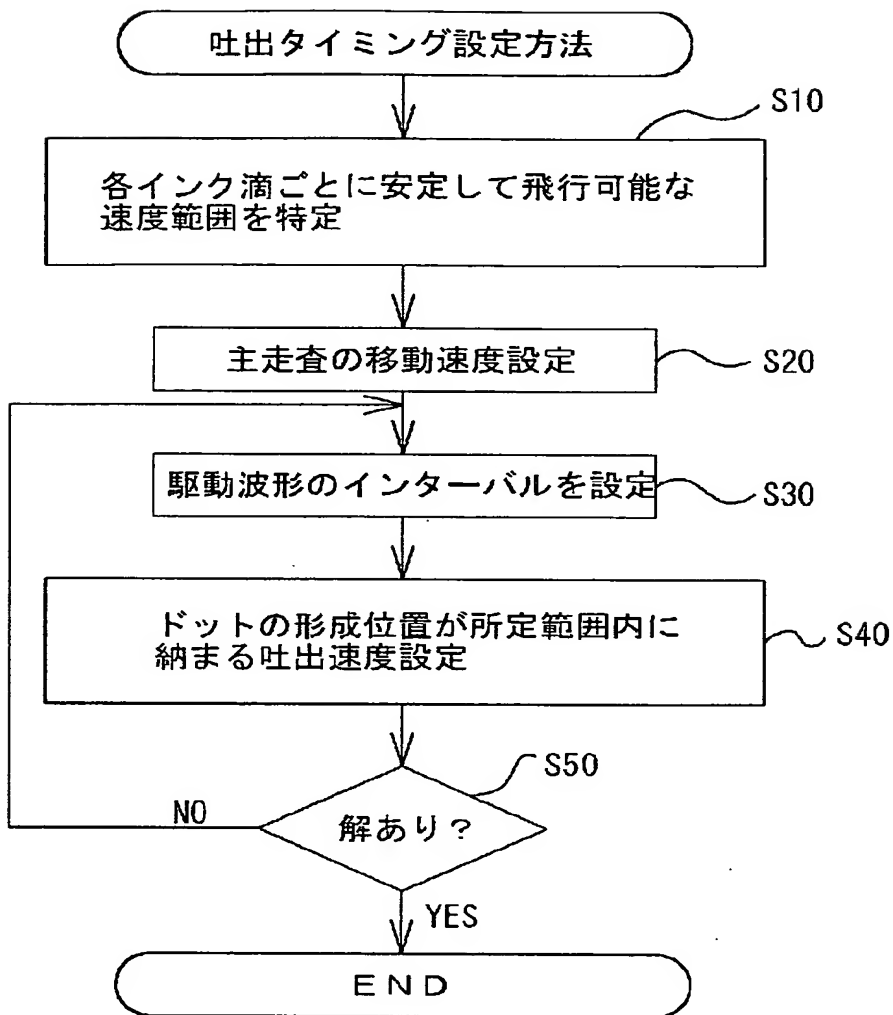 吐出タイミング設定方法
S10
各インク滴ごとに安定して飛行可能な
速度範囲を特定
主走査の移動速度設定
S20
駆動波形のインターバルを設定
S30
ドットの形成位置が所定範囲内に
納まる吐出速度設定
S40
S50
解あり？
NO
YES
END